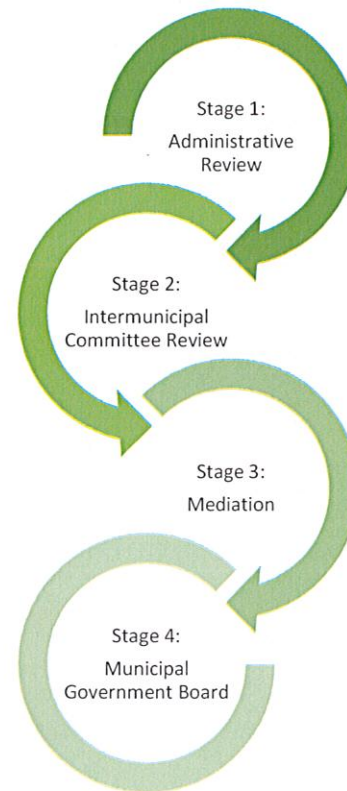 Stage 1:
Administrative
Review
Stage 2:
Intermunicipal
Committee Review
Stage 3:
Mediation
Stage 4:
Municipal
Government Board